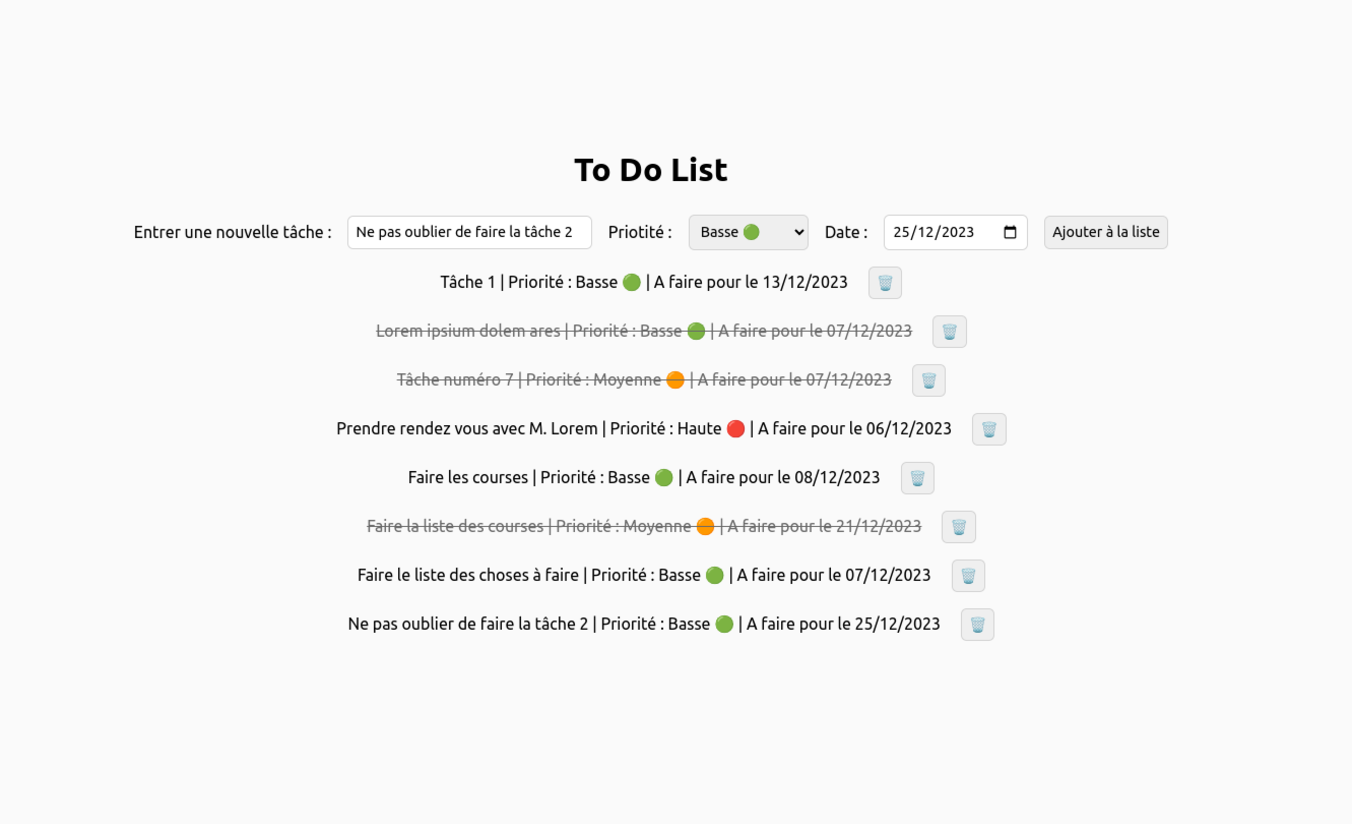 To Do List
Entrer une nouvelle tâche : Ne pas oublier de faire la tâche 2 Priotité : Basse 🟢 Date : 25/12/2023 Ajouter à la liste
Tâche 1 | Priorité : Basse 🟢 | A faire pour le 13/12/2023
Lorem ipsium dolem ares | Priorité : Basse 🟢 | A faire pour le 07/12/2023
Tâche numéro 7 | Priorité : Moyenne 🟠 | A faire pour le 07/12/2023
Prendre rendez vous avec M. Lorem | Priorité : Haute 🔴 | A faire pour le 06/12/2023
Faire les courses | Priorité : Basse 🟢 | A faire pour le 08/12/2023
Faire la liste des courses | Priorité : Moyenne 🟠 | A faire pour le 21/12/2023
Faire le liste des choses à faire | Priorité : Basse 🟢 | A faire pour le 07/12/2023
Ne pas oublier de faire la tâche 2 | Priorité : Basse 🟢 | A faire pour le 25/12/2023